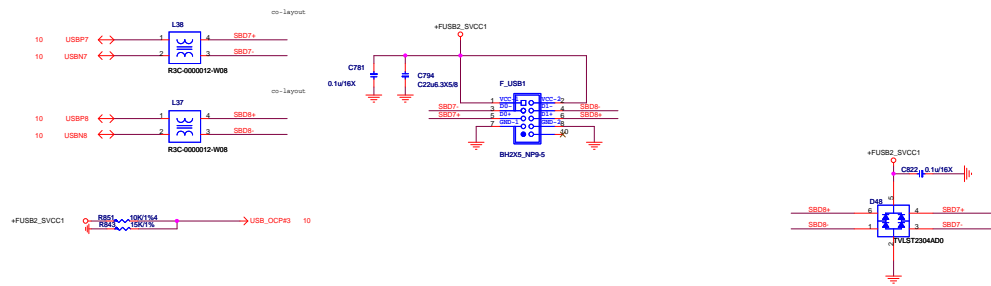 co-layout
L38
10 USBP7 1 4 SBD7+
10 USBN7 2 3 SBD7-
R3C-0000012-W08
co-layout
L37
10 USBP8 1 4 SBD8+
10 USBN8 2 3 SBD8-
R3C-0000012-W08
+FUSB2_SVCC1
R851 10K/1%4
R843 15K/1%
USB_OCP#3 10
+FUSB2_SVCC1
C781
0.1u/16X
C794
C22u6.3X5/8
F_USB1
1 VCC-1 VCC-2 2
SBD7- 3 D0- D1- 4 SBD8-
SBD7+ 5 D0+ D1+ 6 SBD8+
7 GND-1 GND-2 8
10
BH2X5_NP9-5
+FUSB2_SVCC1
C822 0.1u/16X
D48
5
SBD8+ 6 4 SBD7+
SBD8- 1 3 SBD7-
2
TVLST2304AD0